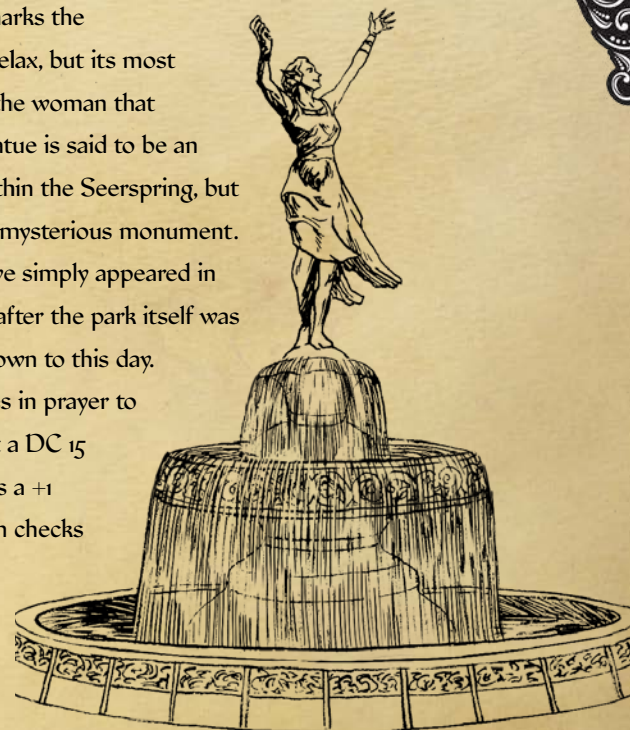 arks the
elax, but its most
the woman that
atue is said to be an
thin the Seerspring, but
mysterious monument.
ve simply appeared in
after the park itself was
own to this day.
s in prayer to
a DC 15
s a +1
n checks